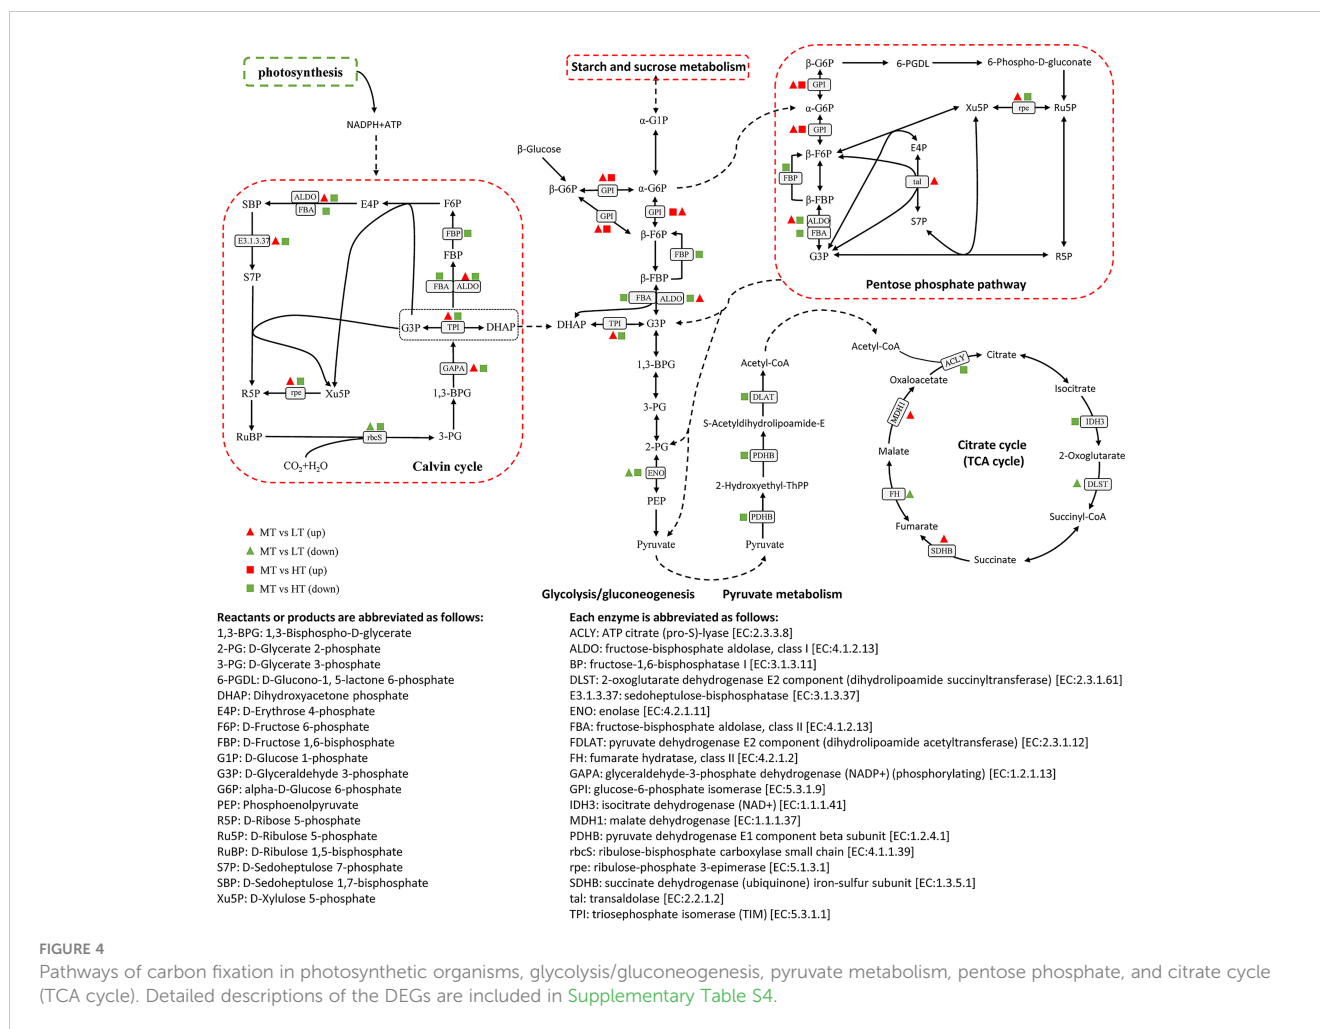 photosynthesis
NADPH+ATP
SBP
ALDO
FBA
E4P
F6P
E3.1.3.37
FBP
FBP
S7P
FBA
ALDO
G3P
TPI
DHAP
GAPA
R5P
rpe
Xu5P
1,3-BPG
RuBP
rbcS
3-PG
CO2+H2O
Calvin cycle
Starch and sucrose metabolism
α-G1P
β-Glucose
β-G6P
GPI
α-G6P
GPI
GPI
β-F6P
FBP
β-FBP
FBA
ALDO
DHAP
TPI
G3P
1,3-BPG
3-PG
2-PG
ENO
PEP
Pyruvate
Glycolysis/gluconeogenesis
Acetyl-CoA
DLAT
S-Acetyldihydrolipoamide-E
PDHB
2-Hydroxyethyl-ThPP
PDHB
Pyruvate
Pyruvate metabolism
β-G6P
6-PGDL
6-Phospho-D-gluconate
GPI
α-G6P
Xu5P
rpe
Ru5P
GPI
β-F6P
E4P
FBP
tal
β-FBP
ALDO
FBA
S7P
G3P
R5P
Pentose phosphate pathway
Acetyl-CoA
ACLY
Citrate
Oxaloacetate
Isocitrate
MDH1
IDH3
Malate
Citrate cycle
(TCA cycle)
2-Oxoglutarate
FH
DLST
Fumarate
Succinyl-CoA
SDHB
Succinate
MT vs LT (up)
MT vs LT (down)
MT vs HT (up)
MT vs HT (down)
Reactants or products are abbreviated as follows:
1,3-BPG: 1,3-Bisphospho-D-glycerate
2-PG: D-Glycerate 2-phosphate
3-PG: D-Glycerate 3-phosphate
6-PGDL: D-Glucono-1, 5-lactone 6-phosphate
DHAP: Dihydroxyacetone phosphate
E4P: D-Erythrose 4-phosphate
F6P: D-Fructose 6-phosphate
FBP: D-Fructose 1,6-bisphosphate
G1P: D-Glucose 1-phosphate
G3P: D-Glyceraldehyde 3-phosphate
G6P: alpha-D-Glucose 6-phosphate
PEP: Phosphoenolpyruvate
R5P: D-Ribose 5-phosphate
Ru5P: D-Ribulose 5-phosphate
RuBP: D-Ribulose 1,5-bisphosphate
S7P: D-Sedoheptulose 7-phosphate
SBP: D-Sedoheptulose 1,7-bisphosphate
Xu5P: D-Xylulose 5-phosphate
Each enzyme is abbreviated as follows:
ACLY: ATP citrate (pro-S)-lyase [EC:2.3.3.8]
ALDO: fructose-bisphosphate aldolase, class I [EC:4.1.2.13]
BP: fructose-1,6-bisphosphatase I [EC:3.1.3.11]
DLST: 2-oxoglutarate dehydrogenase E2 component (dihydrolipoamide succinyltransferase) [EC:2.3.1.61]
E3.1.3.37: sedoheptulose-bisphosphatase [EC:3.1.3.37]
ENO: enolase [EC:4.2.1.11]
FBA: fructose-bisphosphate aldolase, class II [EC:4.1.2.13]
FDLAT: pyruvate dehydrogenase E2 component (dihydrolipoamide acetyltransferase) [EC:2.3.1.12]
FH: fumarate hydratase, class II [EC:4.2.1.2]
GAPA: glyceraldehyde-3-phosphate dehydrogenase (NADP+) (phosphorylating) [EC:1.2.1.13]
GPI: glucose-6-phosphate isomerase [EC:5.3.1.9]
IDH3: isocitrate dehydrogenase (NAD+) [EC:1.1.1.41]
MDH1: malate dehydrogenase [EC:1.1.1.37]
PDHB: pyruvate dehydrogenase E1 component beta subunit [EC:1.2.4.1]
rbcS: ribulose-bisphosphate carboxylase small chain [EC:4.1.1.39]
rpe: ribulose-phosphate 3-epimerase [EC:5.1.3.1]
SDHB: succinate dehydrogenase (ubiquinone) iron-sulfur subunit [EC:1.3.5.1]
tal: transaldolase [EC:2.2.1.2]
TPI: triosephosphate isomerase (TIM) [EC:5.3.1.1]
FIGURE 4
Pathways of carbon fixation in photosynthetic organisms, glycolysis/gluconeogenesis, pyruvate metabolism, pentose phosphate, and citrate cycle
(TCA cycle). Detailed descriptions of the DEGs are included in Supplementary Table S4.